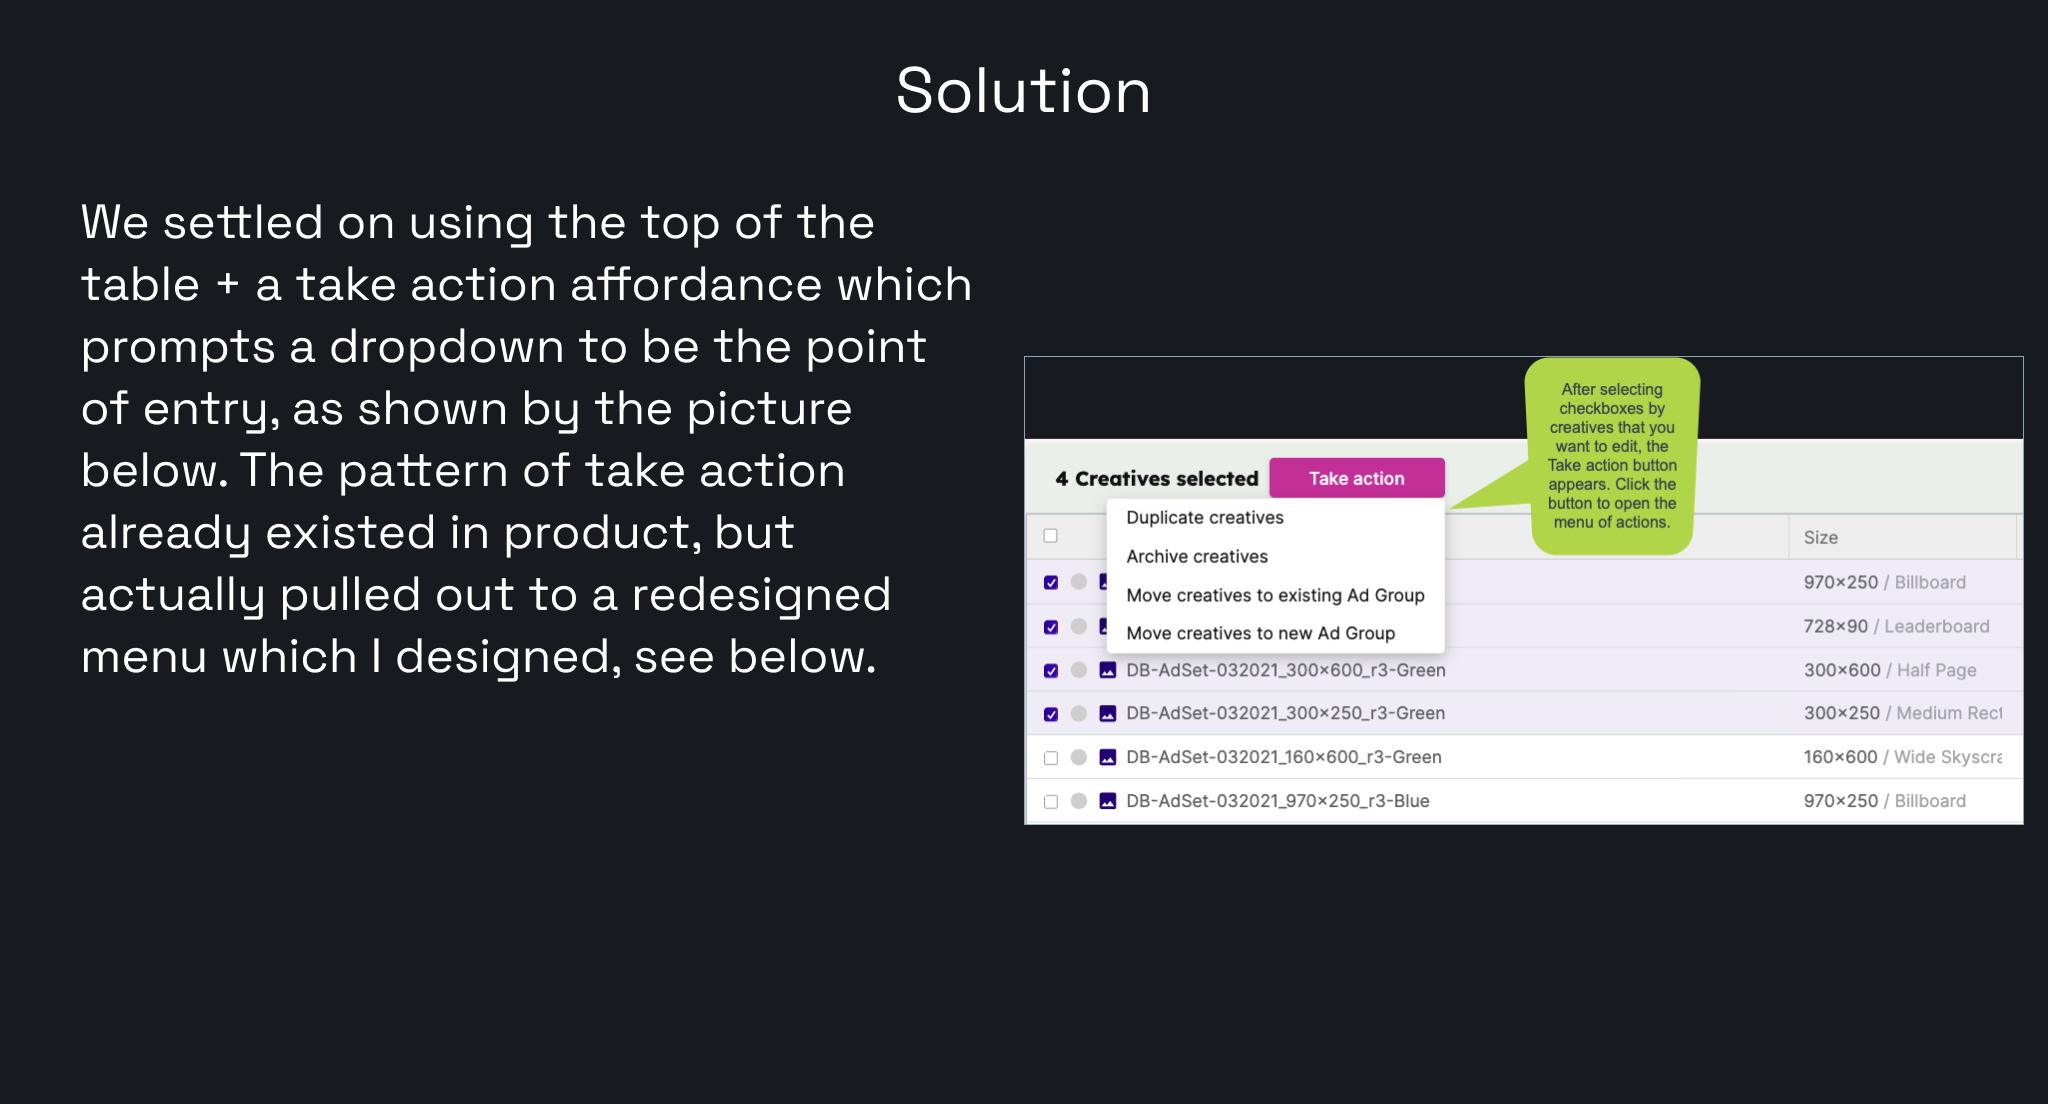 Solution
We settled on using the top of the
table + a take action affordance which
prompts a dropdown to be the point
of entry, as shown by the picture
below. The pattern of take action
already existed in product, but
actually pulled out to a redesigned
menu which I designed, see below.
After selecting
checkboxes by
creatives that you
want to edit, the
Take action button
appears. Click the
button to open the
menu of actions.
4 Creatives selected
Take action
Duplicate creatives
Archive creatives
Move creatives to existing Ad Group
Move creatives to new Ad Group
Size
970×250 / Billboard
728×90 / Leaderboard
DB-AdSet-032021_300×600_r3-Green 300×600 / Half Page
DB-AdSet-032021_300×250_r3-Green 300×250 / Medium Rect
DB-AdSet-032021_160×600_r3-Green 160×600 / Wide Skyscra
DB-AdSet-032021_970×250_r3-Blue 970×250 / Billboard